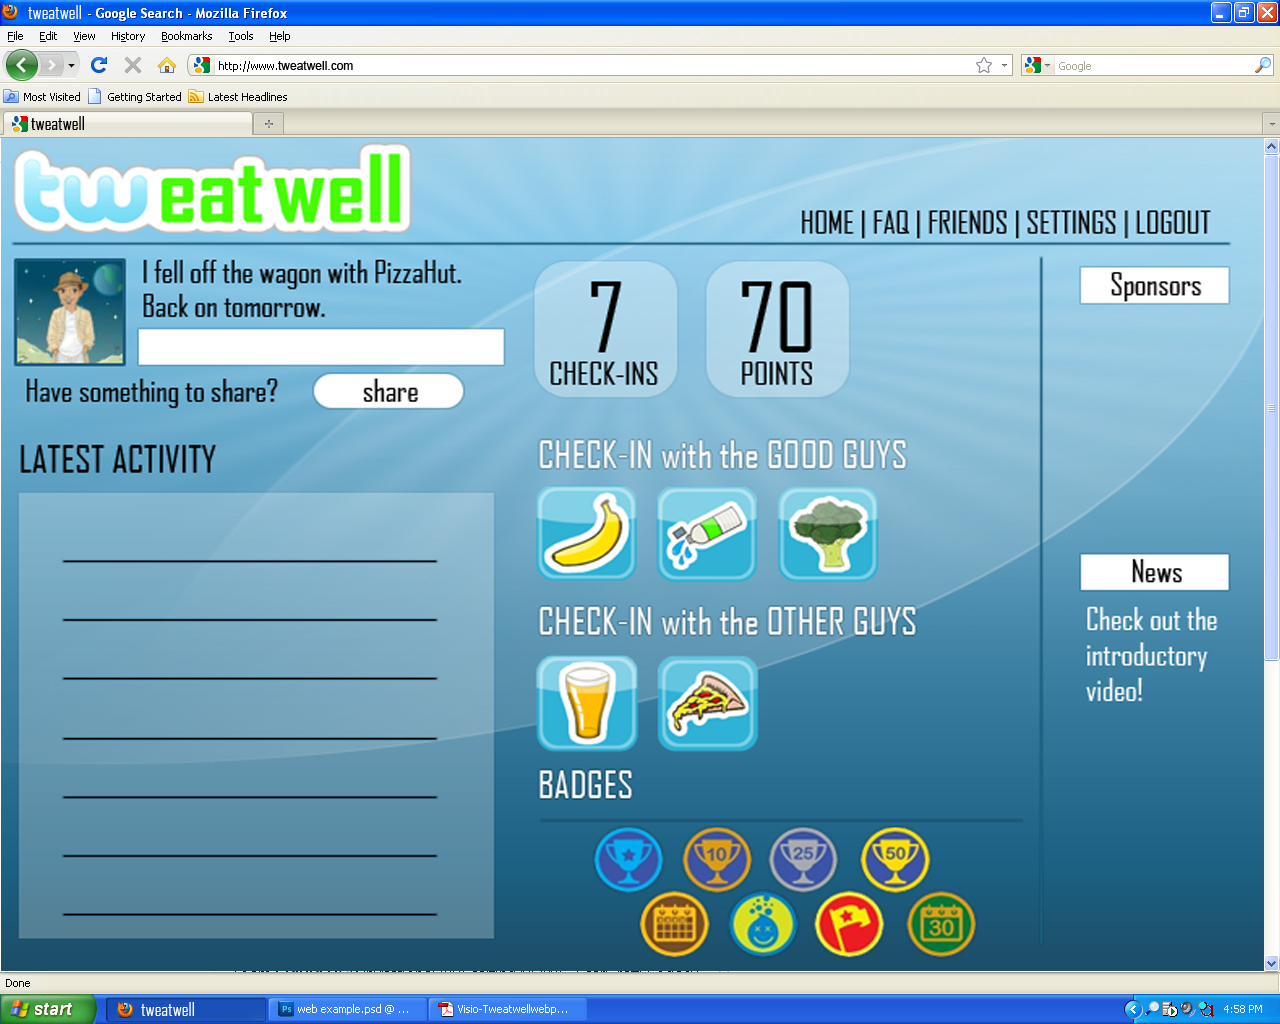 tweatwell - Google Search - Mozilla Firefox
File Edit View History Bookmarks Tools Help
http://www.tweatwell.com
Google
Most Visited Getting Started Latest Headlines
tweatwell
tweatwell
HOME | FAQ | FRIENDS | SETTINGS | LOGOUT
I fell off the wagon with PizzaHut.
Back on tomorrow.
Have something to share?
share
7
CHECK-INS
70
POINTS
Sponsors
LATEST ACTIVITY
CHECK-IN with the GOOD GUYS
CHECK-IN with the OTHER GUYS
News
Check out the
introductory
video!
BADGES
10
25
50
30
Done
start
tweatwell
Ps
web example.psd @ ...
Visio-Tweatwellwebp...
4:58 PM